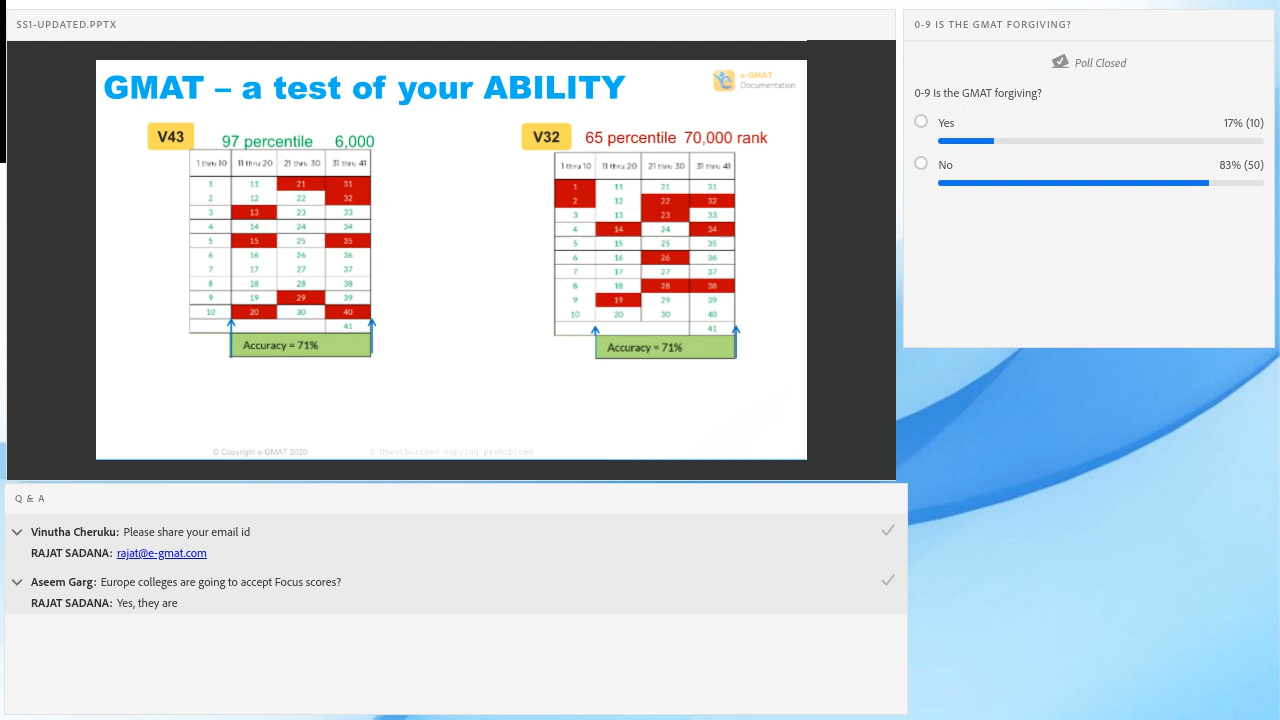 SS1-UPDATED.PPTX
GMAT – a test of your ABILITY
e-GMAT
Documentation
V43
97 percentile 6,000
1 thru 10 11 thru 20 21 thru 30 31 thru 41
1 11 21 31
2 12 22 32
3 13 23 33
4 14 24 34
5 15 25 35
6 16 26 36
7 17 27 37
8 18 28 38
9 19 29 39
10 20 30 40
41
Accuracy = 71%
V32
65 percentile 70,000 rank
1 thru 10 11 thru 20 21 thru 30 31 thru 41
1 11 21 31
2 12 22 32
3 13 23 33
4 14 24 34
5 15 25 35
6 16 26 36
7 17 27 37
8 18 28 38
9 19 29 39
10 20 30 40
41
Accuracy = 71%
© Copyright e-GMAT 2020 © Unauthorized copying prohibited
0-9 IS THE GMAT FORGIVING?
Poll Closed
0-9 Is the GMAT forgiving?
Yes 17% (10)
No 83% (50)
Q & A
Vinutha Cheruku: Please share your email id
RAJAT SADANA: rajat@e-gmat.com
Aseem Garg: Europe colleges are going to accept Focus scores?
RAJAT SADANA: Yes, they are